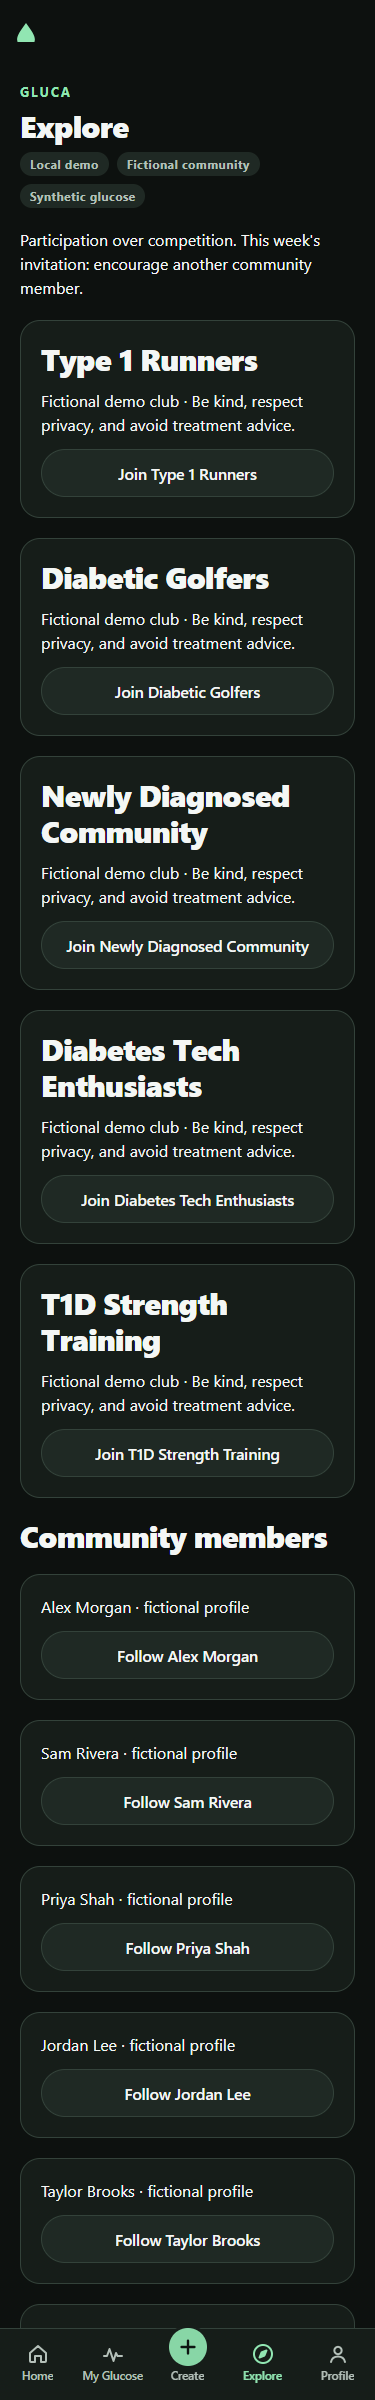 GLUCA
Explore
Local demo
Fictional community
Synthetic glucose
Participation over competition. This week's
invitation: encourage another community
member.
Type 1 Runners
Fictional demo club · Be kind, respect
privacy, and avoid treatment advice.
Join Type 1 Runners
Diabetic Golfers
Fictional demo club · Be kind, respect
privacy, and avoid treatment advice.
Join Diabetic Golfers
Newly Diagnosed
Community
Fictional demo club · Be kind, respect
privacy, and avoid treatment advice.
Join Newly Diagnosed Community
Diabetes Tech
Enthusiasts
Fictional demo club · Be kind, respect
privacy, and avoid treatment advice.
Join Diabetes Tech Enthusiasts
T1D Strength
Training
Fictional demo club · Be kind, respect
privacy, and avoid treatment advice.
Join T1D Strength Training
Community members
Alex Morgan · fictional profile
Follow Alex Morgan
Sam Rivera · fictional profile
Follow Sam Rivera
Priya Shah · fictional profile
Follow Priya Shah
Jordan Lee · fictional profile
Follow Jordan Lee
Taylor Brooks · fictional profile
Follow Taylor Brooks
Home
My Glucose
Create
Explore
Profile